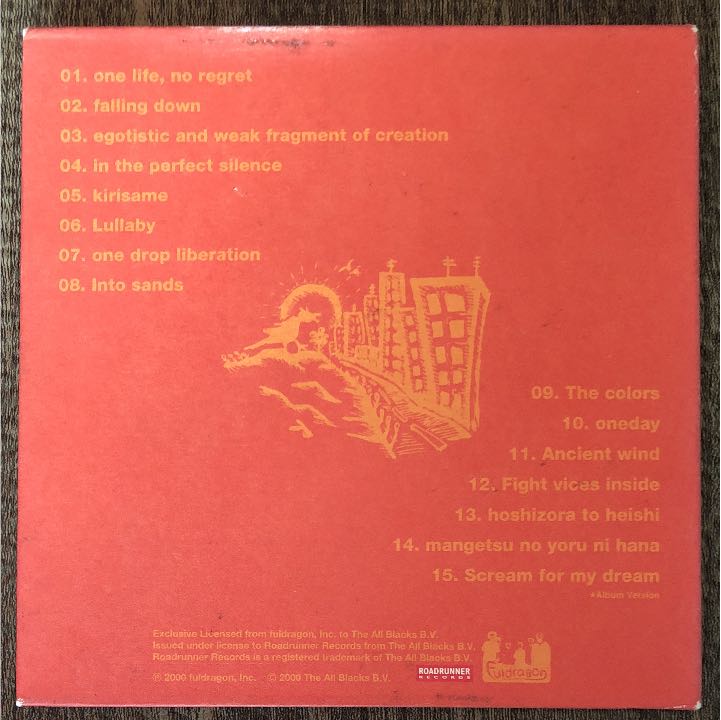 01. one life, no regret
02. falling down
03. egotistic and weak fragment of creation
04. in the perfect silence
05. kirisame
06. Lullaby
07. one drop liberation
08. Into sands
09. The colors
10. oneday
11. Ancient wind
12. Fight vices inside
13. hoshizora to heishi
14. mangetsu no yoru ni hana
15. Scream for my dream
★Album Version
Exclusive Licensed from fuldragon, Inc. to The All Blacks B.V.
Issued under license to Roadrunner Records from The All Blacks B.V.
Roadrunner Records is a registered trademark of The All Blacks B.V.
℗ 2000 fuldragon, Inc. © 2000 The All Blacks B.V.
ROADRUNNER
RECORDS
Fuldragon